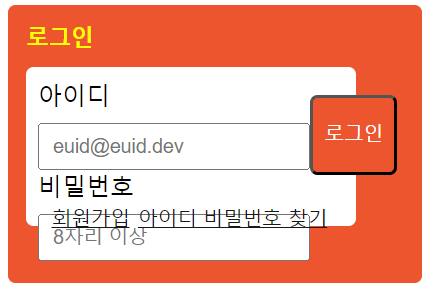 로그인
아이디
euid@euid.dev
로그인
비밀번호
회원가입 아이디 비밀번호 찾기
8자리 이상